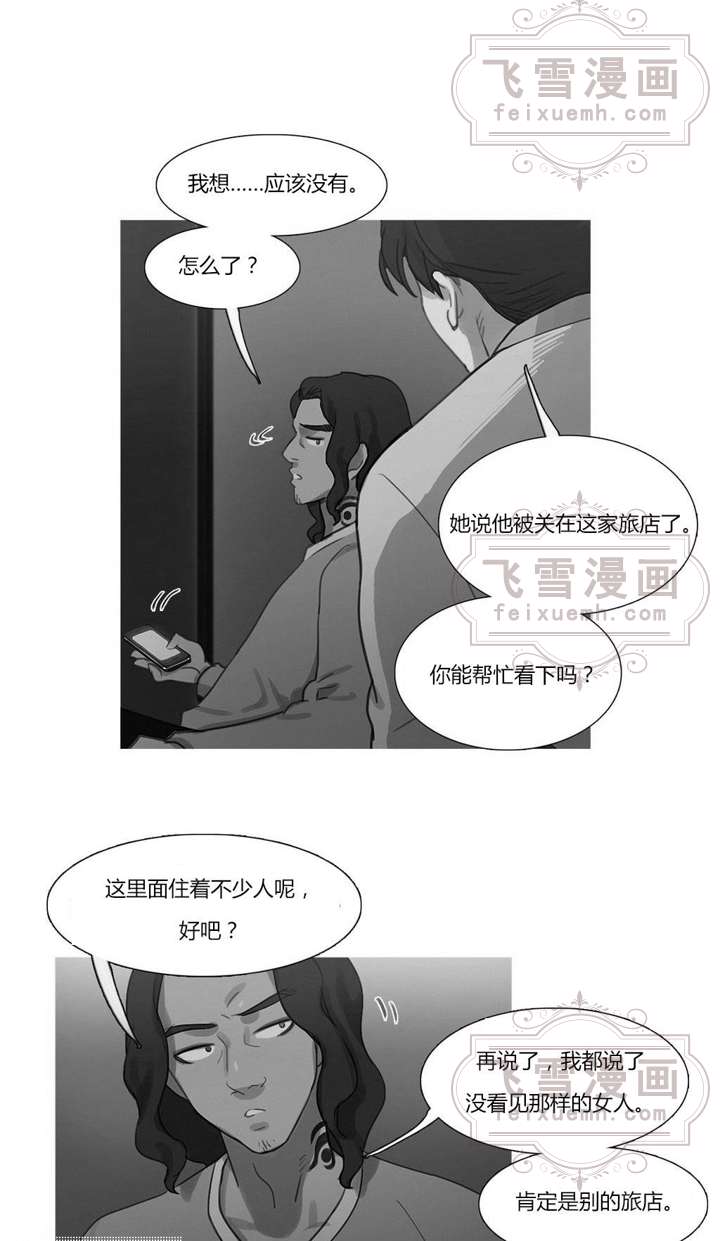 飞雪漫画
feixuemh.com
我想……应该没有。
怎么了？
她说他被关在这家旅店了。
飞雪漫画
feixuemh.com
你能帮忙看下吗？
这里面住着不少人呢，
好吧？
再说了，我都说了
没看见那样的女人。
飞雪漫画
feixuemh.com
肯定是别的旅店。